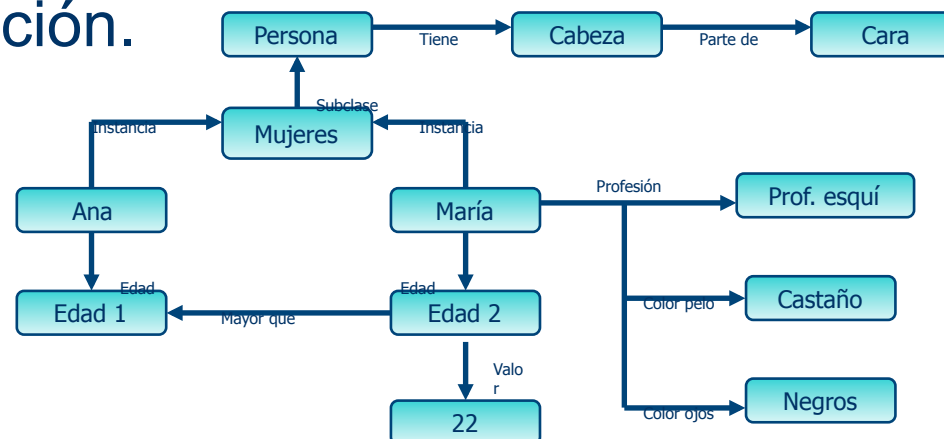 ción.
Persona
Tiene
Cabeza
Parte de
Cara
Subclase
Instancia
Mujeres
Instancia
Ana
María
Profesión
Prof. esquí
Edad
Edad
Edad 1
Mayor que
Edad 2
Color pelo
Castaño
Valo
r
22
Color ojos
Negros